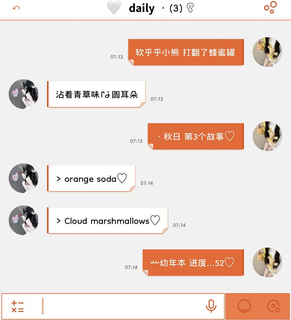 🤍 daily · (3)
软乎乎小熊 打翻了蜂蜜罐
07:13
沾着青草味 圆耳朵
07:13
· 秋日 第3个故事♡
07:13
> orange soda♡
07:14
> Cloud marshmallows♡
07:14
幼年本 进度...52♡
07:14